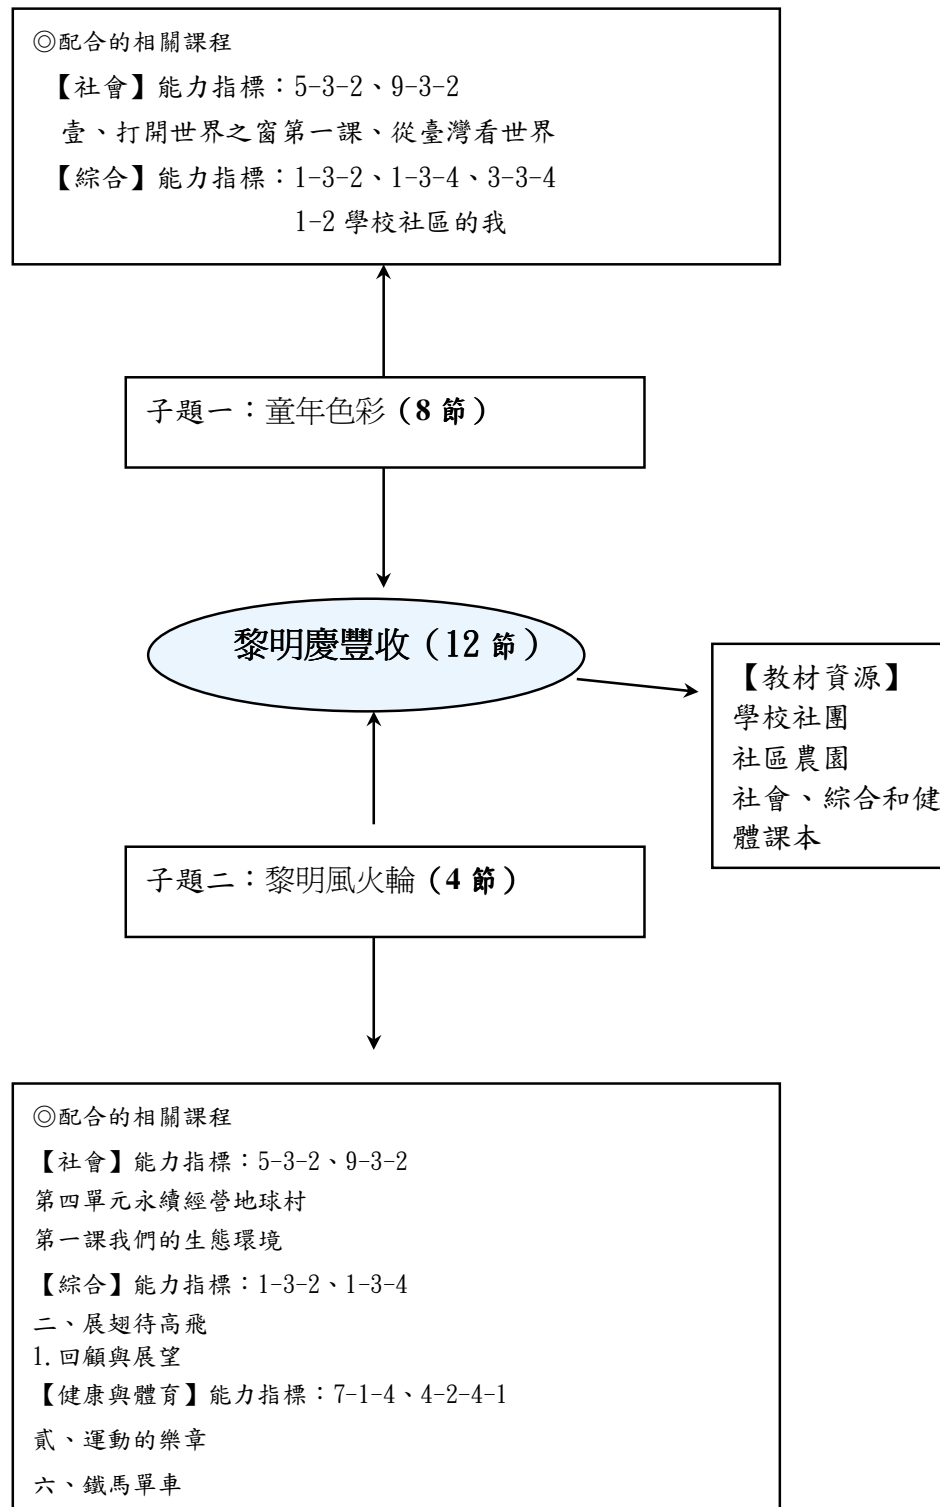 ◎配合的相關課程
【社會】能力指標：5-3-2、9-3-2
壹、打開世界之窗第一課、從臺灣看世界
【綜合】能力指標：1-3-2、1-3-4、3-3-4
1-2 學校社區的我
子題一：童年色彩（8 節）
黎明慶豐收（12 節）
【教材資源】
學校社團
社區農園
社會、綜合和健
體課本
子題二：黎明風火輪（4 節）
◎配合的相關課程
【社會】能力指標：5-3-2、9-3-2
第四單元永續經營地球村
第一課我們的生態環境
【綜合】能力指標：1-3-2、1-3-4
二、展翅待高飛
1.回顧與展望
【健康與體育】能力指標：7-1-4、4-2-4-1
貳、運動的樂章
六、鐵馬單車